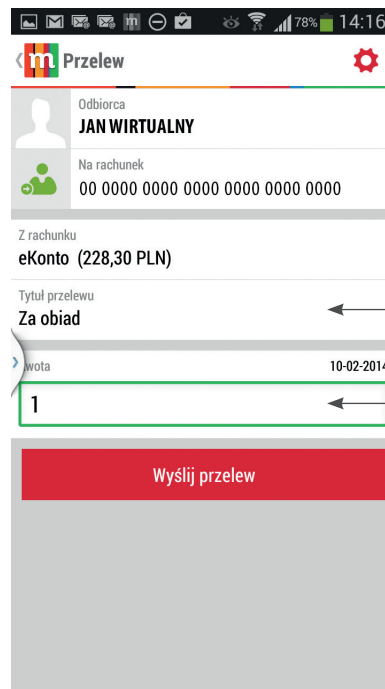 78% 14:16
m Przelew
Odbiorca
JAN WIRTUALNY
Na rachunek
00 0000 0000 0000 0000 0000 0000
Z rachunku
eKonto (228,30 PLN)
Tytuł przelewu
Za obiad
wota 10-02-2014
1
Wyślij przelew